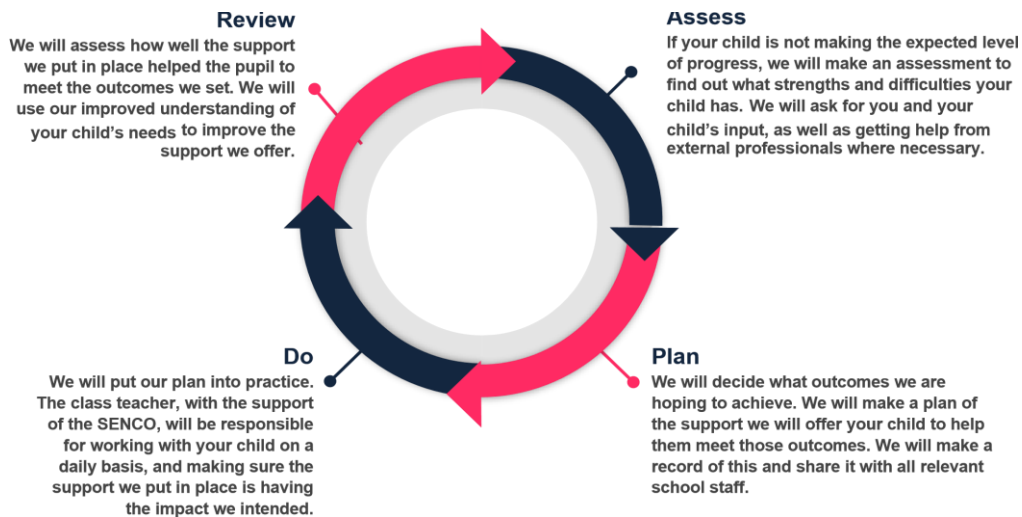 Review
We will assess how well the support
we put in place helped the pupil to
meet the outcomes we set. We will
use our improved understanding of
your child's needs to improve the
support we offer.
Assess
If your child is not making the expected level
of progress, we will make an assessment to
find out what strengths and difficulties your
child has. We will ask for you and your
child's input, as well as getting help from
external professionals where necessary.
Do
We will put our plan into practice.
The class teacher, with the support
of the SENCO, will be responsible
for working with your child on a
daily basis, and making sure the
support we put in place is having
the impact we intended.
Plan
We will decide what outcomes we are
hoping to achieve. We will make a plan of
the support we will offer your child to help
them meet those outcomes. We will make a
record of this and share it with all relevant
school staff.